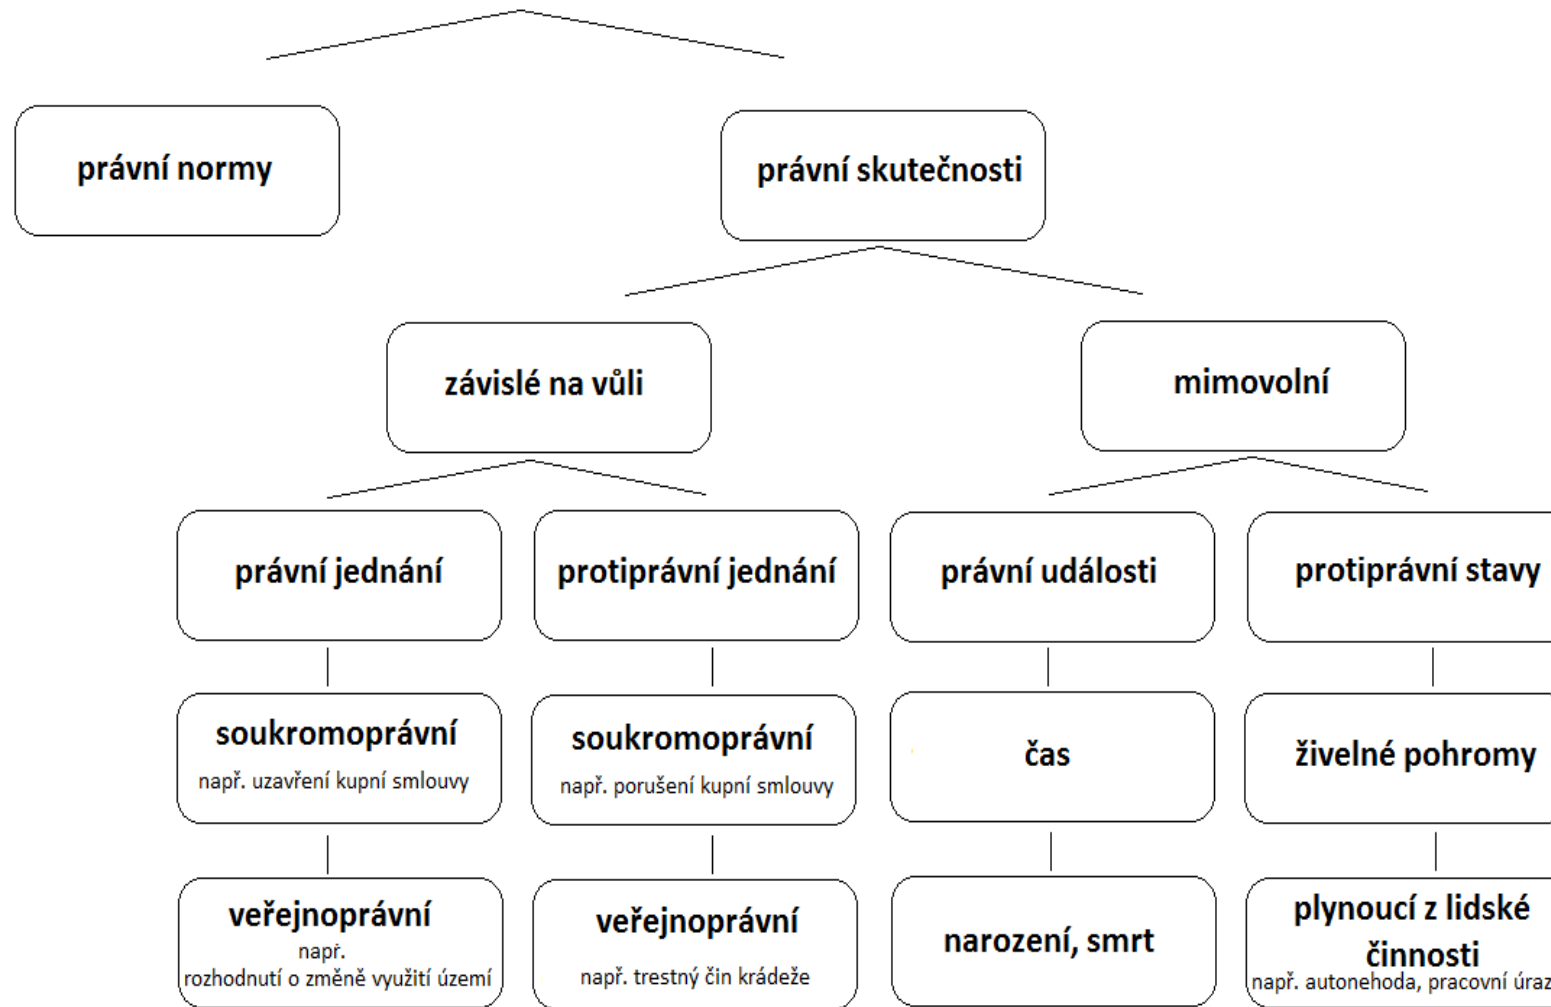 právní normy
právní skutečnosti
závislé na vůli
mimovolní
právní jednání
protiprávní jednání
právní události
protiprávní stavy
soukromoprávní
např. uzavření kupní smlouvy
soukromoprávní
např. porušení kupní smlouvy
čas
živelné pohromy
veřejnoprávní
např.
rozhodnutí o změně využití území
veřejnoprávní
např. trestný čin krádeže
narození, smrt
plynoucí z lidské
činnosti
např. autonehoda, pracovní úraz